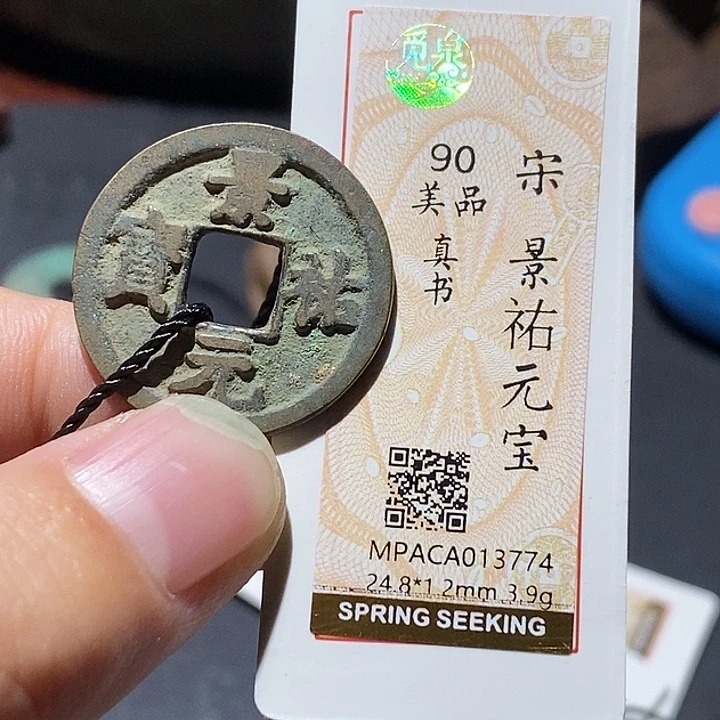 景祐元寳
觅泉
90
美品
真书
宋 景祐元宝
MPACA013774
24.8*1.2mm 3.9g
SPRING SEEKING